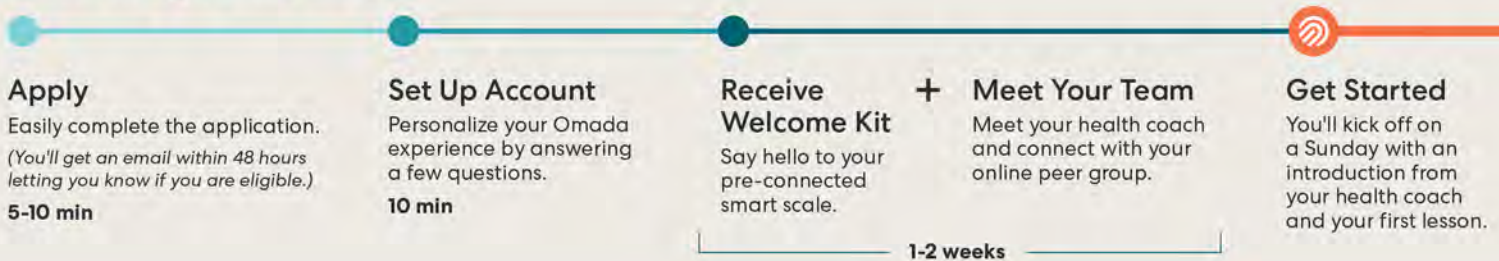 Apply
Easily complete the application.
(You'll get an email within 48 hours
letting you know if you are eligible.)
5-10 min
Set Up Account
Personalize your Omada
experience by answering
a few questions.
10 min
Receive
Welcome Kit
Say hello to your
pre-connected
smart scale.
+
Meet Your Team
Meet your health coach
and connect with your
online peer group.
1-2 weeks
Get Started
You'll kick off on
a Sunday with an
introduction from
your health coach
and your first lesson.